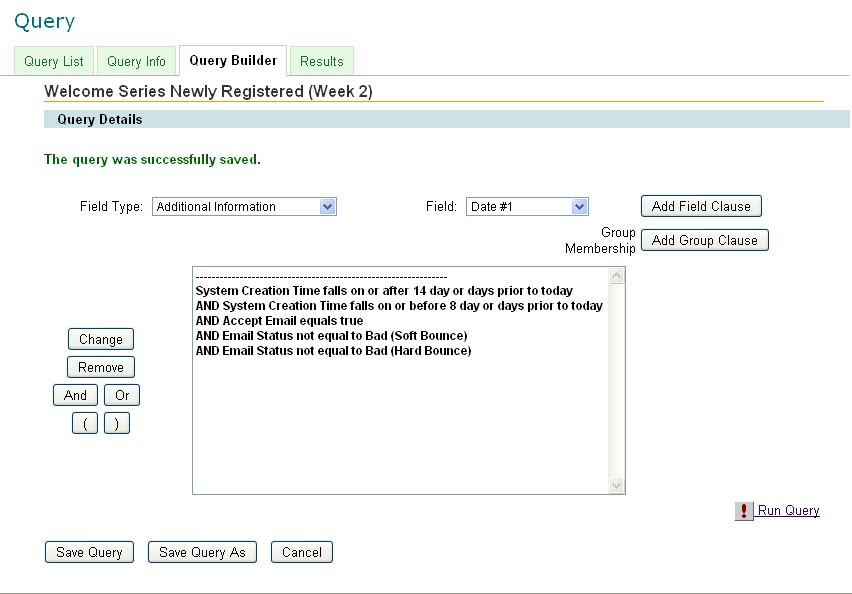 Query
Query List Query Info Query Builder Results
Welcome Series Newly Registered (Week 2)
Query Details
The query was successfully saved.
Field Type: Additional Information Field: Date #1 Add Field Clause
Group Membership Add Group Clause
---------------------------------------------------------------
System Creation Time falls on or after 14 day or days prior to today
AND System Creation Time falls on or before 8 day or days prior to today
AND Accept Email equals true
AND Email Status not equal to Bad (Soft Bounce)
AND Email Status not equal to Bad (Hard Bounce)
Change
Remove
And Or
( )
! Run Query
Save Query Save Query As Cancel